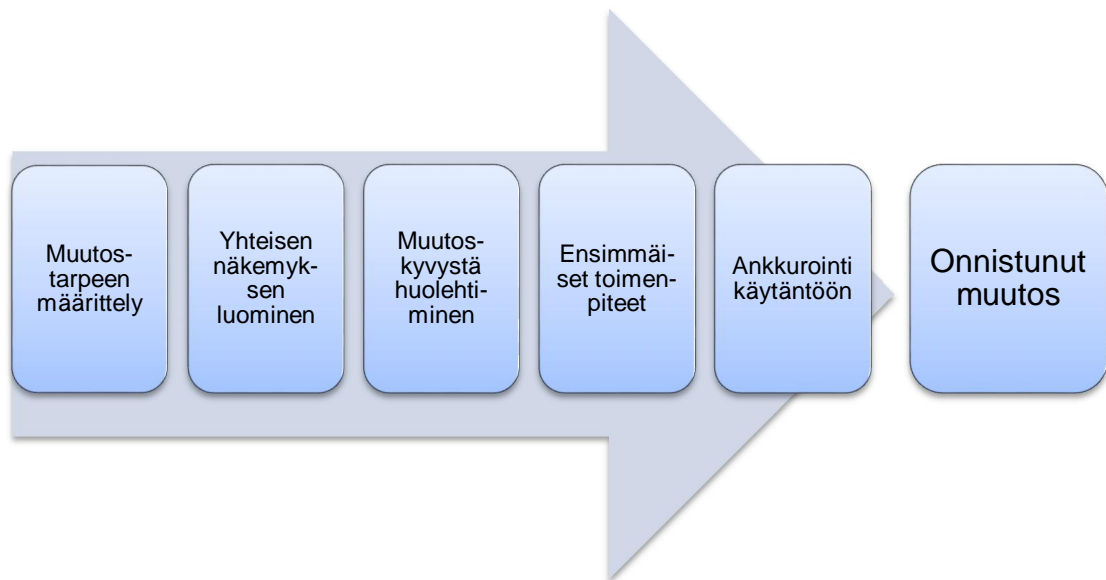 Muutos-
tarpeen
määrittely
Yhteisen
näkemyk-
sen
luominen
Muutos-
kyvystä
huolehti-
minen
Ensimmäi-
set toimen-
piteet
Ankkurointi
käytäntöön
Onnistunut
muutos